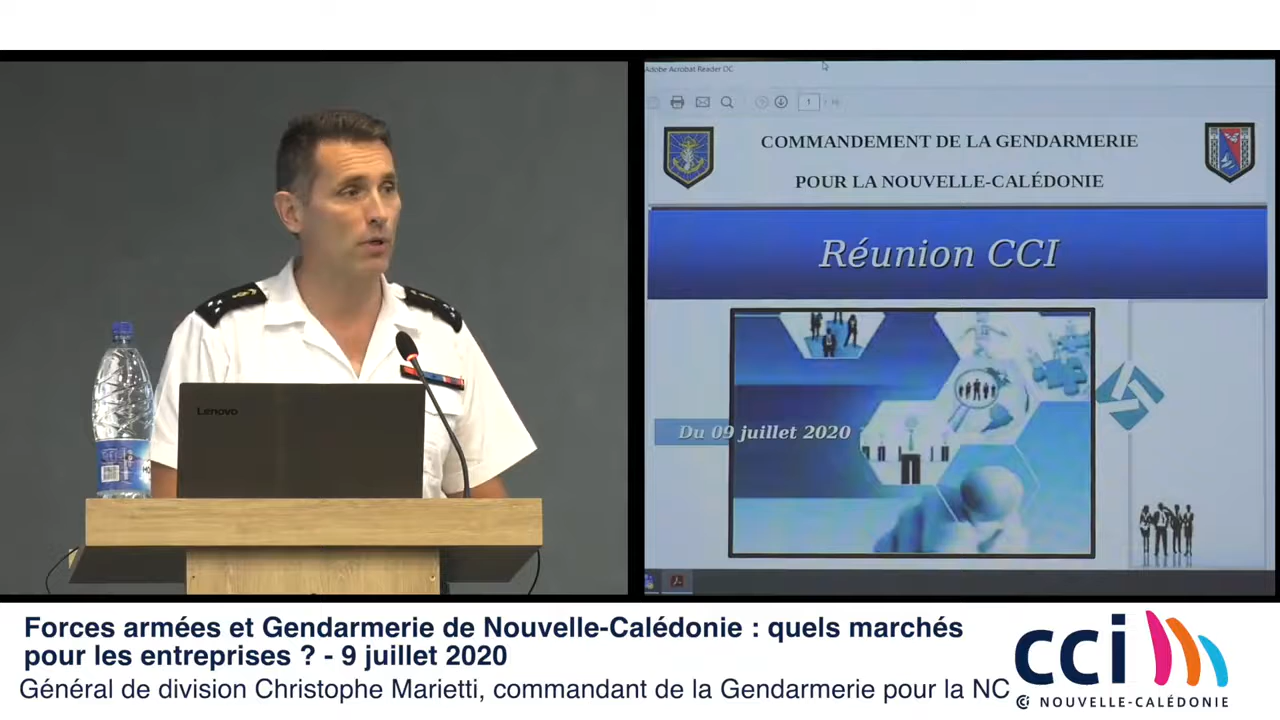 Adobe Acrobat Reader DC
1
COMMANDEMENT DE LA GENDARMERIE
POUR LA NOUVELLE-CALÉDONIE
Réunion CCI
Du 09 juillet 2020
Lenovo
Forces armées et Gendarmerie de Nouvelle-Calédonie : quels marchés
pour les entreprises ? - 9 juillet 2020
Général de division Christophe Marietti, commandant de la Gendarmerie pour la NC
cci
NOUVELLE-CALÉDONIE